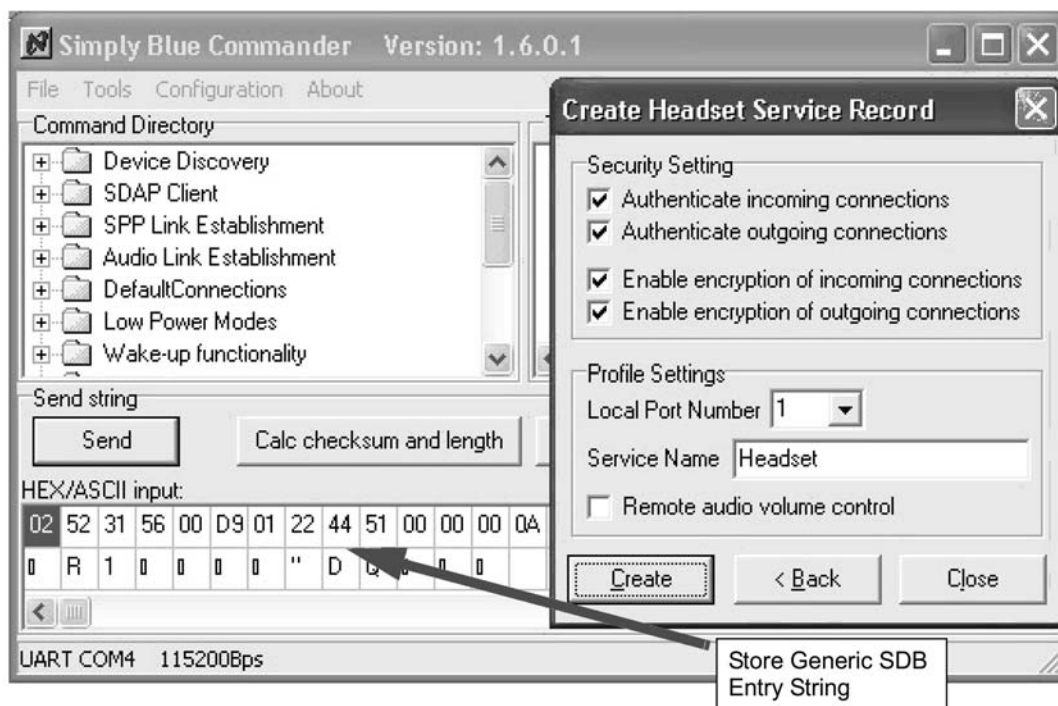 Simply Blue Commander Version: 1.6.0.1
File Tools Configuration About
Command Directory
Device Discovery
SDAP Client
SPP Link Establishment
Audio Link Establishment
DefaultConnections
Low Power Modes
Wake-up functionality
Send string
Send
Calc checksum and length
HEX/ASCII input:
02 52 31 56 00 D9 01 22 44 51 00 00 00 0A
R 1 " D Q
UART COM4 115200Bps
Create Headset Service Record
Security Setting
Authenticate incoming connections
Authenticate outgoing connections
Enable encryption of incoming connections
Enable encryption of outgoing connections
Profile Settings
Local Port Number 1
Service Name Headset
Remote audio volume control
Create < Back Close
Store Generic SDB
Entry String